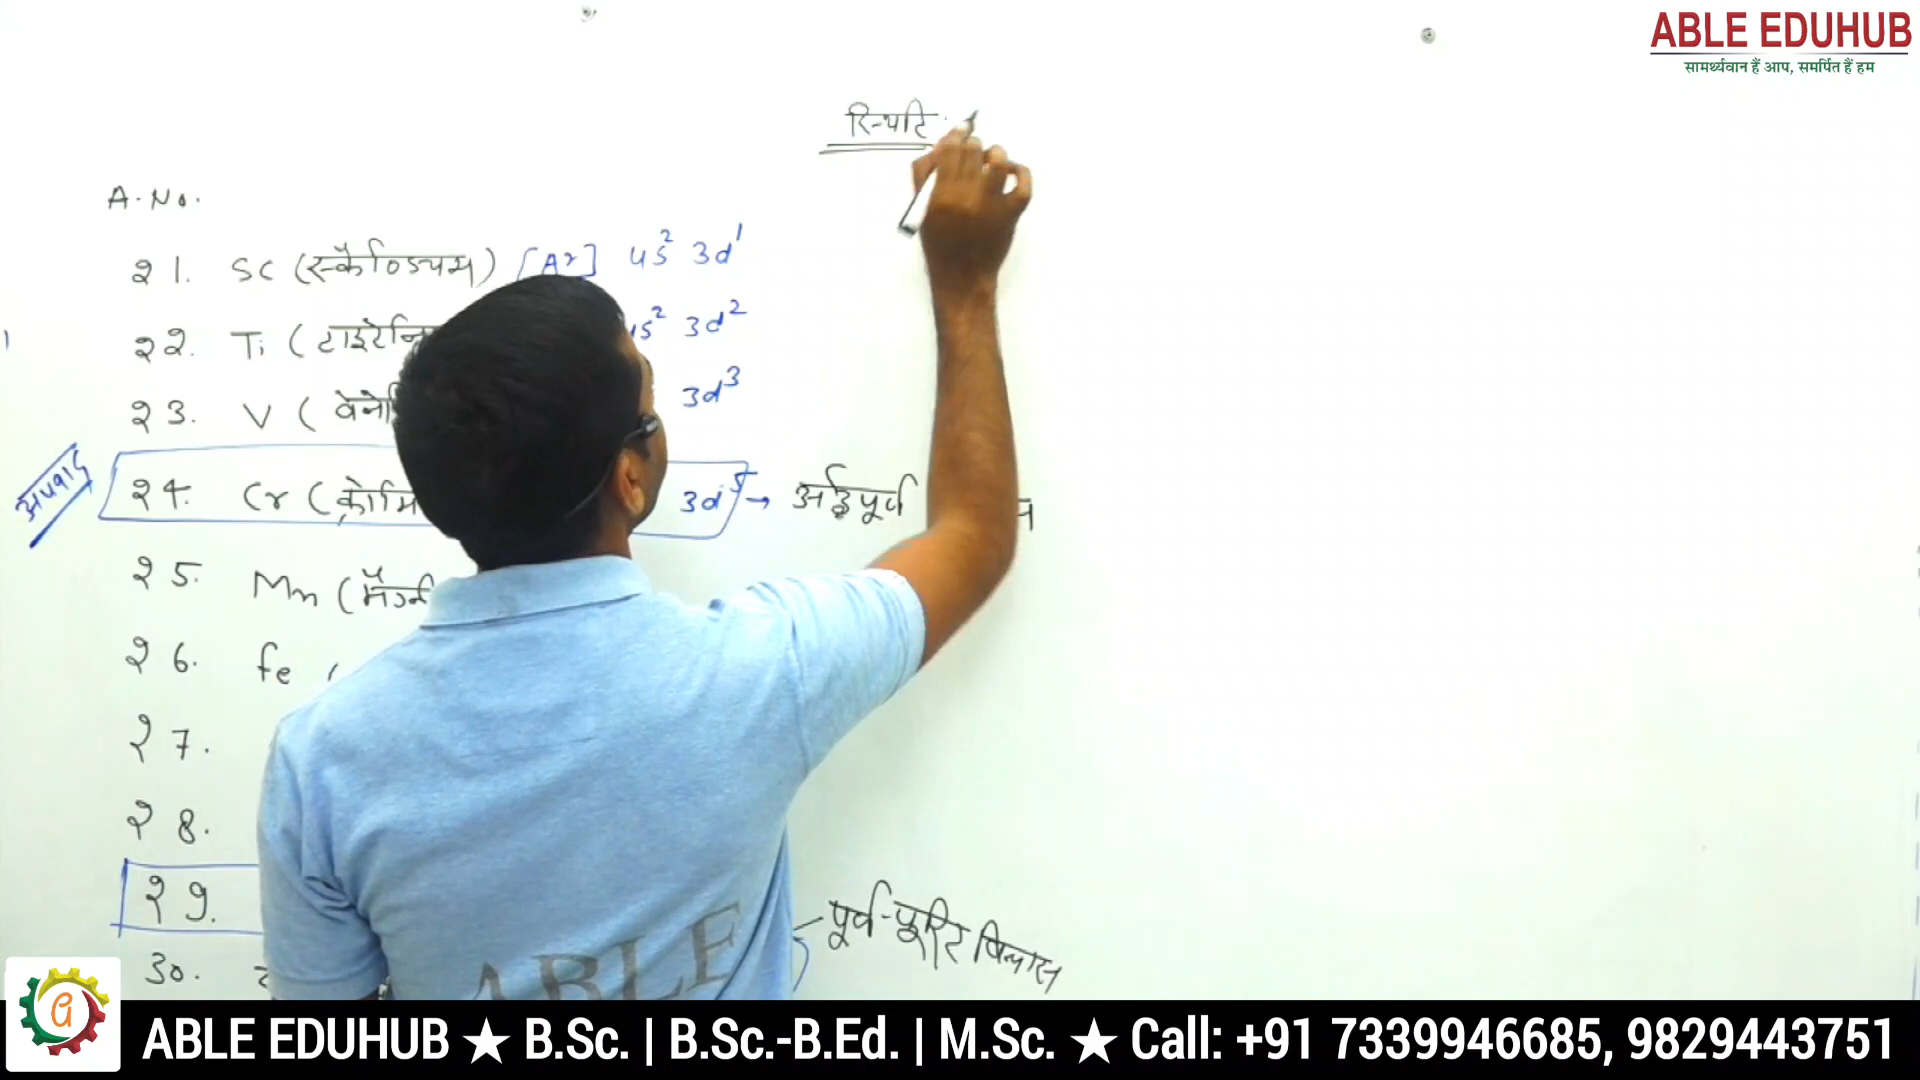 ABLE EDUHUB
सामर्थ्यवान हैं आप, समर्पित हैं हम
A.No.
21. Sc (स्कैण्डियम) [Ar] 4s² 3d¹
22. Ti (टाइटेनि 4s² 3d²
23. V ( वेने 3d³
अपवाद
24. Cr (क्रोमि 3d⁵ → अर्द्धपूर्व
25. Mn (मैंगनी
26. Fe (
27.
28.
29.
पूर्व-पूरित विन्यास
30.
ABLE
ABLE EDUHUB ★ B.Sc. | B.Sc.-B.Ed. | M.Sc. ★ Call: +91 7339946685, 9829443751